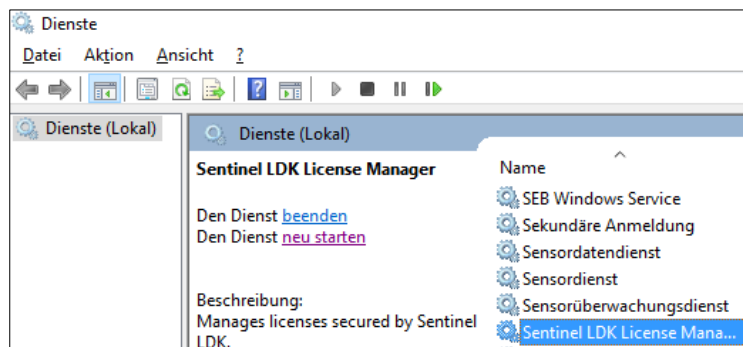 Dienste
Datei Aktion Ansicht ?
Dienste (Lokal)
Dienste (Lokal)
Sentinel LDK License Manager
Den Dienst beenden
Den Dienst neu starten
Beschreibung:
Manages licenses secured by Sentinel
LDK.
Name
SEB Windows Service
Sekundäre Anmeldung
Sensordatendienst
Sensordienst
Sensorüberwachungsdienst
Sentinel LDK License Mana...